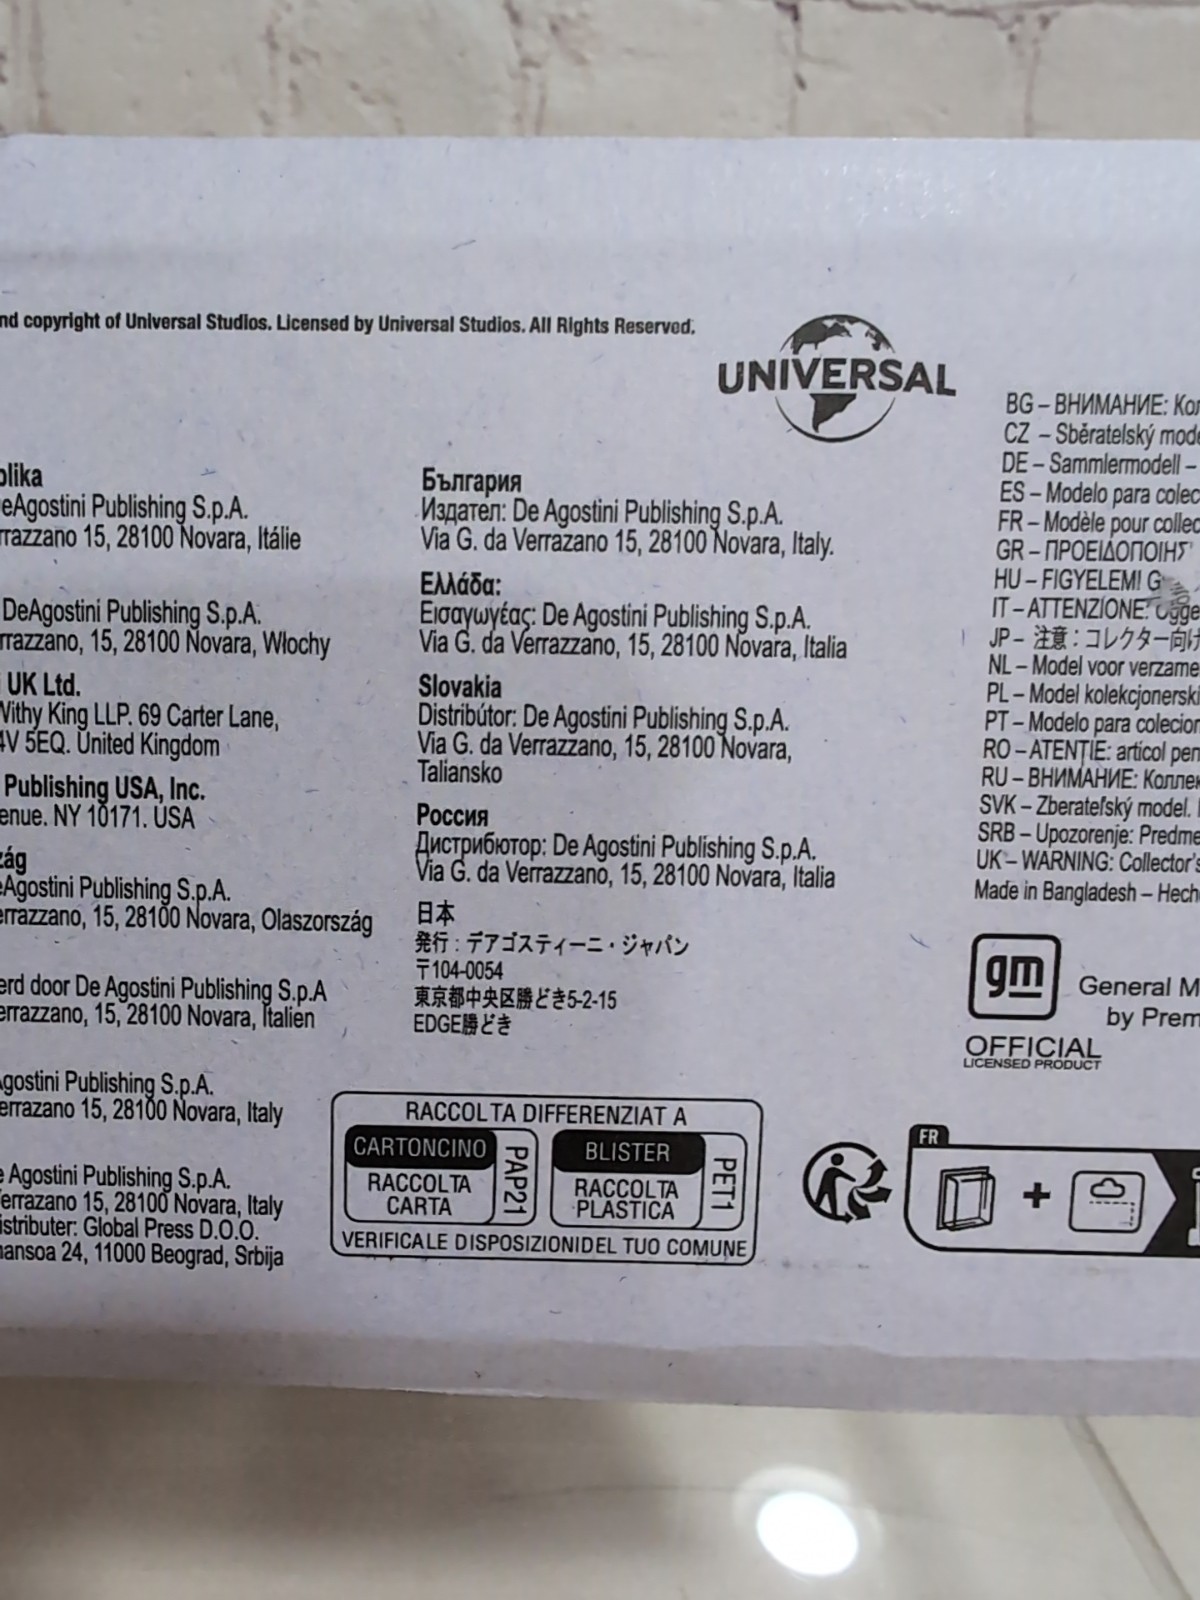 nd copyright of Universal Studios. Licensed by Universal Studios. All Rights Reserved.
UNIVERSAL
blika
eAgostini Publishing S.p.A.
rrazzano 15, 28100 Novara, Itálie
DeAgostini Publishing S.p.A.
rrazzano, 15, 28100 Novara, Włochy
UK Ltd.
Withy King LLP. 69 Carter Lane,
4V 5EQ. United Kingdom
Publishing USA, Inc.
enue. NY 10171. USA
zág
eAgostini Publishing S.p.A.
errazzano, 15, 28100 Novara, Olaszország
erd door De Agostini Publishing S.p.A
errazzano, 15, 28100 Novara, Italien
Agostini Publishing S.p.A.
errazano 15, 28100 Novara, Italy
e Agostini Publishing S.p.A.
errazano 15, 28100 Novara, Italy
istributer: Global Press D.O.O.
ansoa 24, 11000 Beograd, Srbija
България
Издател: De Agostini Publishing S.p.A.
Via G. da Verrazano 15, 28100 Novara, Italy.
Ελλάδα:
Εισαγωγέας: De Agostini Publishing S.p.A.
Via G. da Verrazzano, 15, 28100 Novara, Italia
Slovakia
Distribútor: De Agostini Publishing S.p.A.
Via G. da Verrazzano, 15, 28100 Novara,
Taliansko
Россия
Дистрибютор: De Agostini Publishing S.p.A.
Via G. da Verrazzano, 15, 28100 Novara, Italia
日本
発行：デアゴスティーニ・ジャパン
〒104-0054
東京都中央区勝どき5-2-15
EDGE勝どき
BG – ВНИМАНИЕ: Кол
CZ – Sběratelský mode
DE – Sammlermodell –
ES – Modelo para colec
FR – Modèle pour collec
GR – ΠΡΟΕΙΔΟΠΟΙΗΣ
HU – FIGYELEM! G
IT – ATTENZIONE: Ogge
JP – 注意：コレクター向け
NL – Model voor verzame
PL – Model kolekcjonerski
PT – Modelo para colecion
RO – ATENȚIE: articol pen
RU – ВНИМАНИЕ: Коллек
SVK – Zberateľský model.
SRB – Upozorenje: Predme
UK – WARNING: Collector's
Made in Bangladesh – Hech
gm
General M
by Prem
OFFICIAL
LICENSED PRODUCT
RACCOLTA DIFFERENZIAT A
CARTONCINO
RACCOLTA
CARTA
PAP21
BLISTER
RACCOLTA
PLASTICA
PET1
VERIFICALE DISPOSIZIONIDEL TUO COMUNE
FR
+